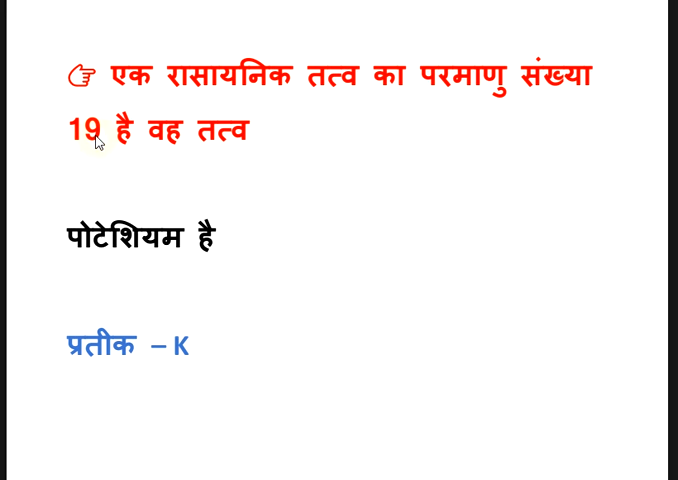 👉 एक रासायनिक तत्व का परमाणु संख्या
19 है वह तत्व
पोटेशियम है
प्रतीक – K